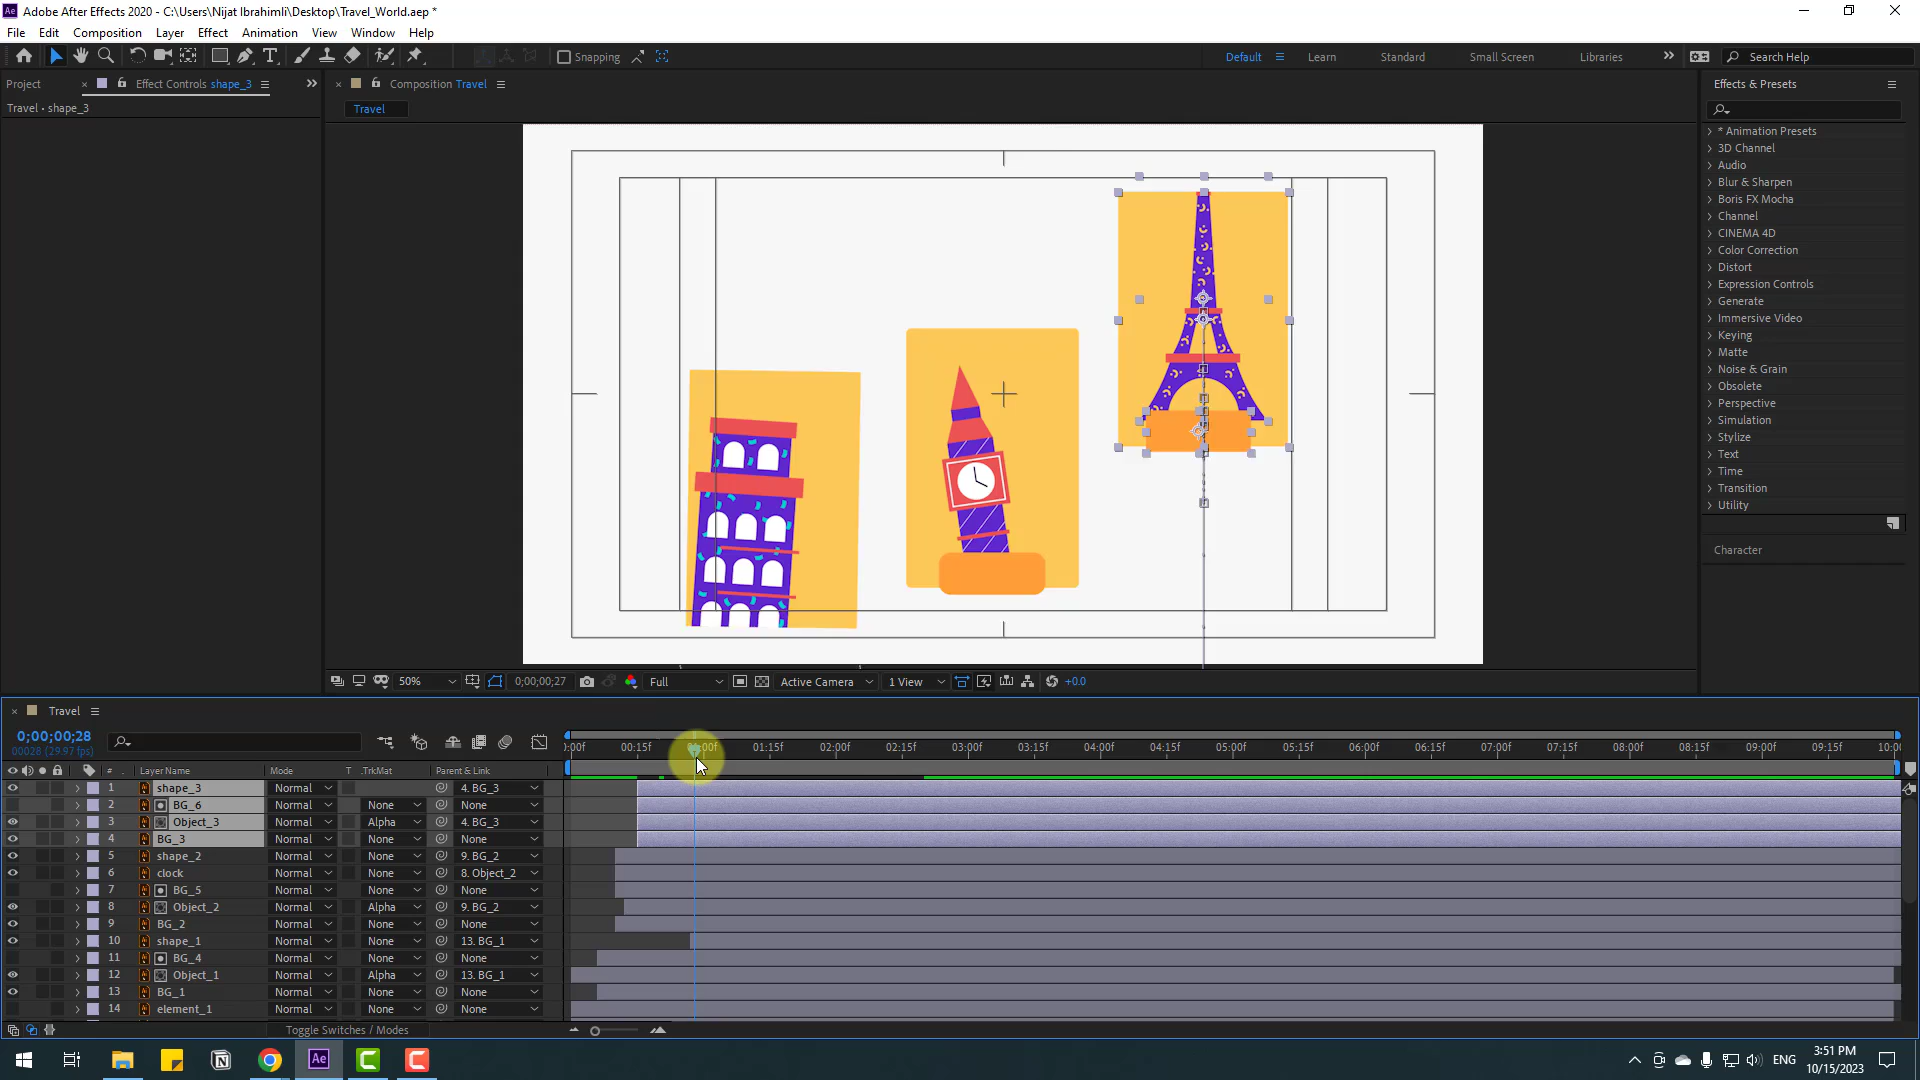 Adobe After Effects 2020 - C:\Users\Nijat Ibrahimli\Desktop\Travel_World.aep *
File Edit Composition Layer Effect Animation View Window Help
Snapping Default Learn Standard Small Screen Libraries Search Help
Project Effect Controls shape_3 Composition Travel Effects & Presets
Travel • shape_3 Travel
* Animation Presets
3D Channel
Audio
Blur & Sharpen
Boris FX Mocha
Channel
CINEMA 4D
Color Correction
Distort
Expression Controls
Generate
Immersive Video
Keying
Matte
Noise & Grain
Obsolete
Perspective
Simulation
Stylize
Text
Time
Transition
Utility
Character
50% 0;00;00;27 Full Active Camera 1 View +0.0
Travel
0;00;00;28
00028 (29.97 fps)
:00f 00:15f 01:00f 01:15f 02:00f 02:15f 03:00f 03:15f 04:00f 04:15f 05:00f 05:15f 06:00f 06:15f 07:00f 07:15f 08:00f 08:15f 09:00f 09:15f 10:00
# Layer Name Mode T .TrkMat Parent & Link
1 shape_3 Normal 4. BG_3
2 BG_6 Normal None None
3 Object_3 Normal Alpha 4. BG_3
4 BG_3 Normal None None
5 shape_2 Normal None 9. BG_2
6 clock Normal None 8. Object_2
7 BG_5 Normal None None
8 Object_2 Normal Alpha 9. BG_2
9 BG_2 Normal None None
10 shape_1 Normal None 13. BG_1
11 BG_4 Normal None None
12 Object_1 Normal Alpha 13. BG_1
13 BG_1 Normal None None
14 element_1 Normal None None
Toggle Switches / Modes
Ae ENG 3:51 PM
10/15/2023